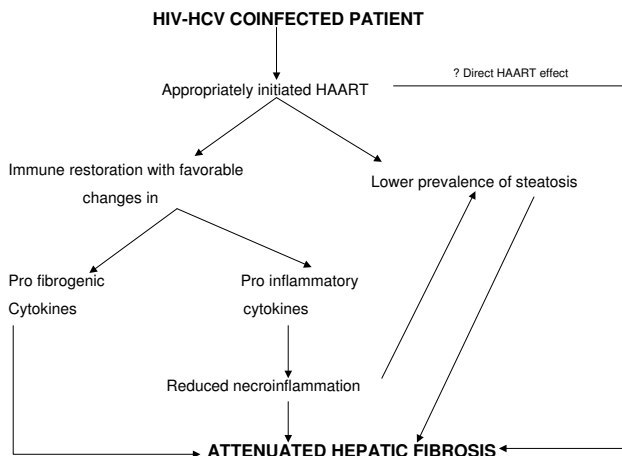 HIV-HCV COINFECTED PATIENT
? Direct HAART effect
Appropriately initiated HAART
Immune restoration with favorable
changes in
Lower prevalence of steatosis
Pro fibrogenic
Cytokines
Pro inflammatory
cytokines
Reduced necroinflammation
ATTENUATED HEPATIC FIBROSIS